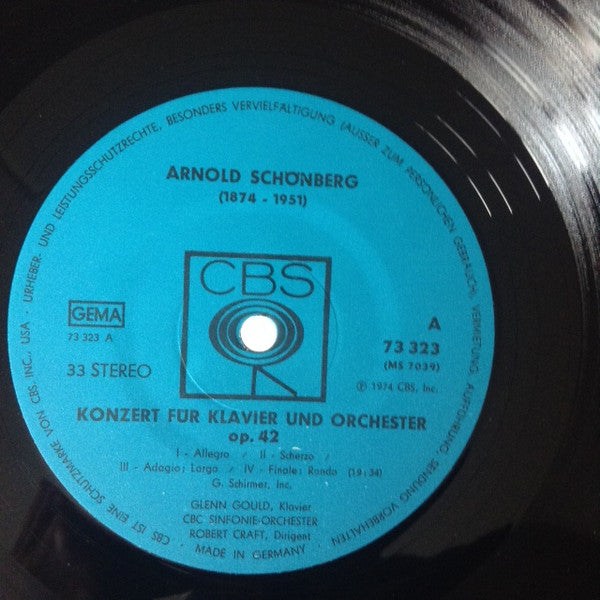 URHEBER- UND LEISTUNGSSCHUTZRECHTE, BESONDERS VERVIELFÄLTIGUNG (AUSSER ZUM PERSÖNLICHEN GEBRAUCH), VERMIETUNG, AUFFÜHRUNG, SENDUNG VORBEHALTEN
ARNOLD SCHÖNBERG
(1874 - 1951)
CBS
GEMA
73 323 A
33 STEREO
A
73 323
(MS 7039)
Ⓟ 1974 CBS, Inc.
KONZERT FÜR KLAVIER UND ORCHESTER
op. 42
I - Allegro / II - Scherzo /
III - Adagio; Largo / IV - Finale: Rondo (19:34)
G. Schirmer, Inc.
GLENN GOULD, Klavier
CBC SINFONIE-ORCHESTER
ROBERT CRAFT, Dirigent
CBS IST EINE SCHUTZMARKE VON CBS, INC. USA ·
· MADE IN GERMANY ·